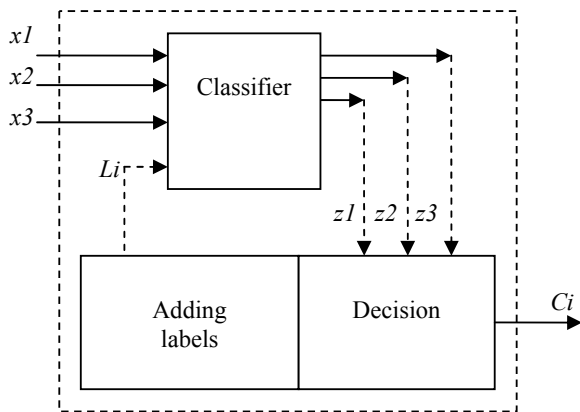 x1
x2
x3
Classifier
Li
z1 z2 z3
Adding
labels
Decision
Ci